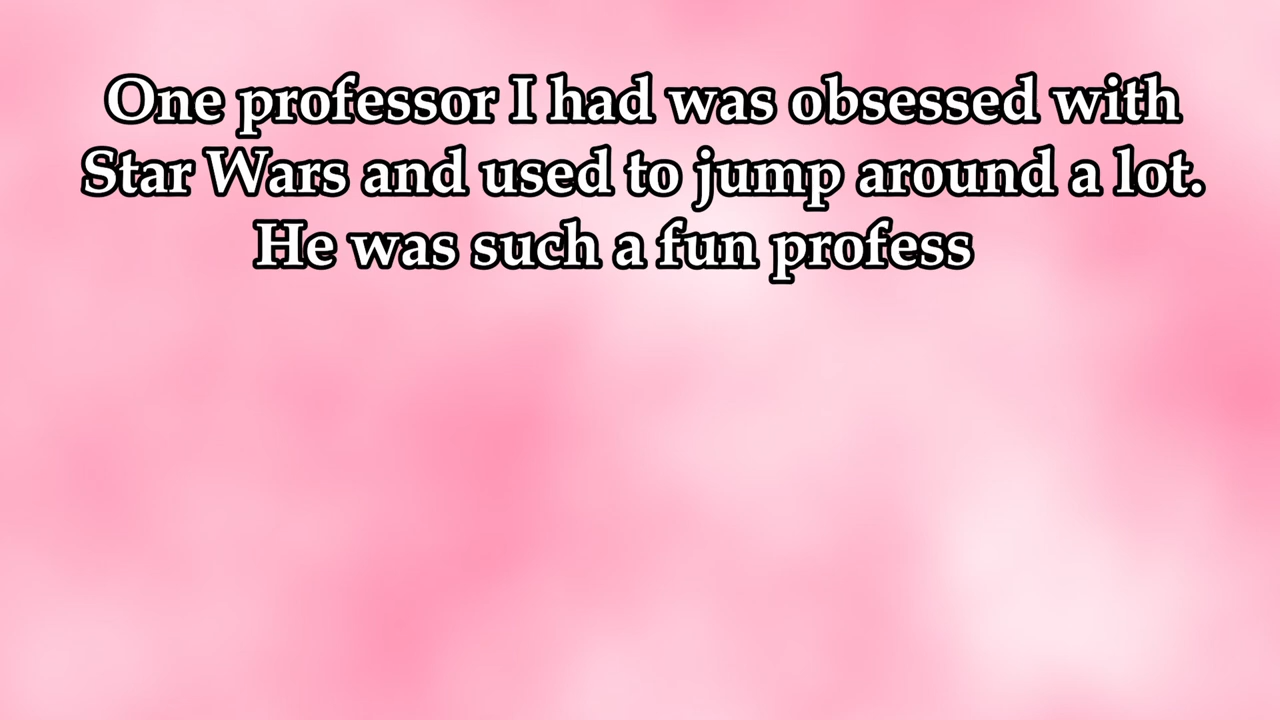 One professor I had was obsessed with
Star Wars and used to jump around a lot.
He was such a fun profess